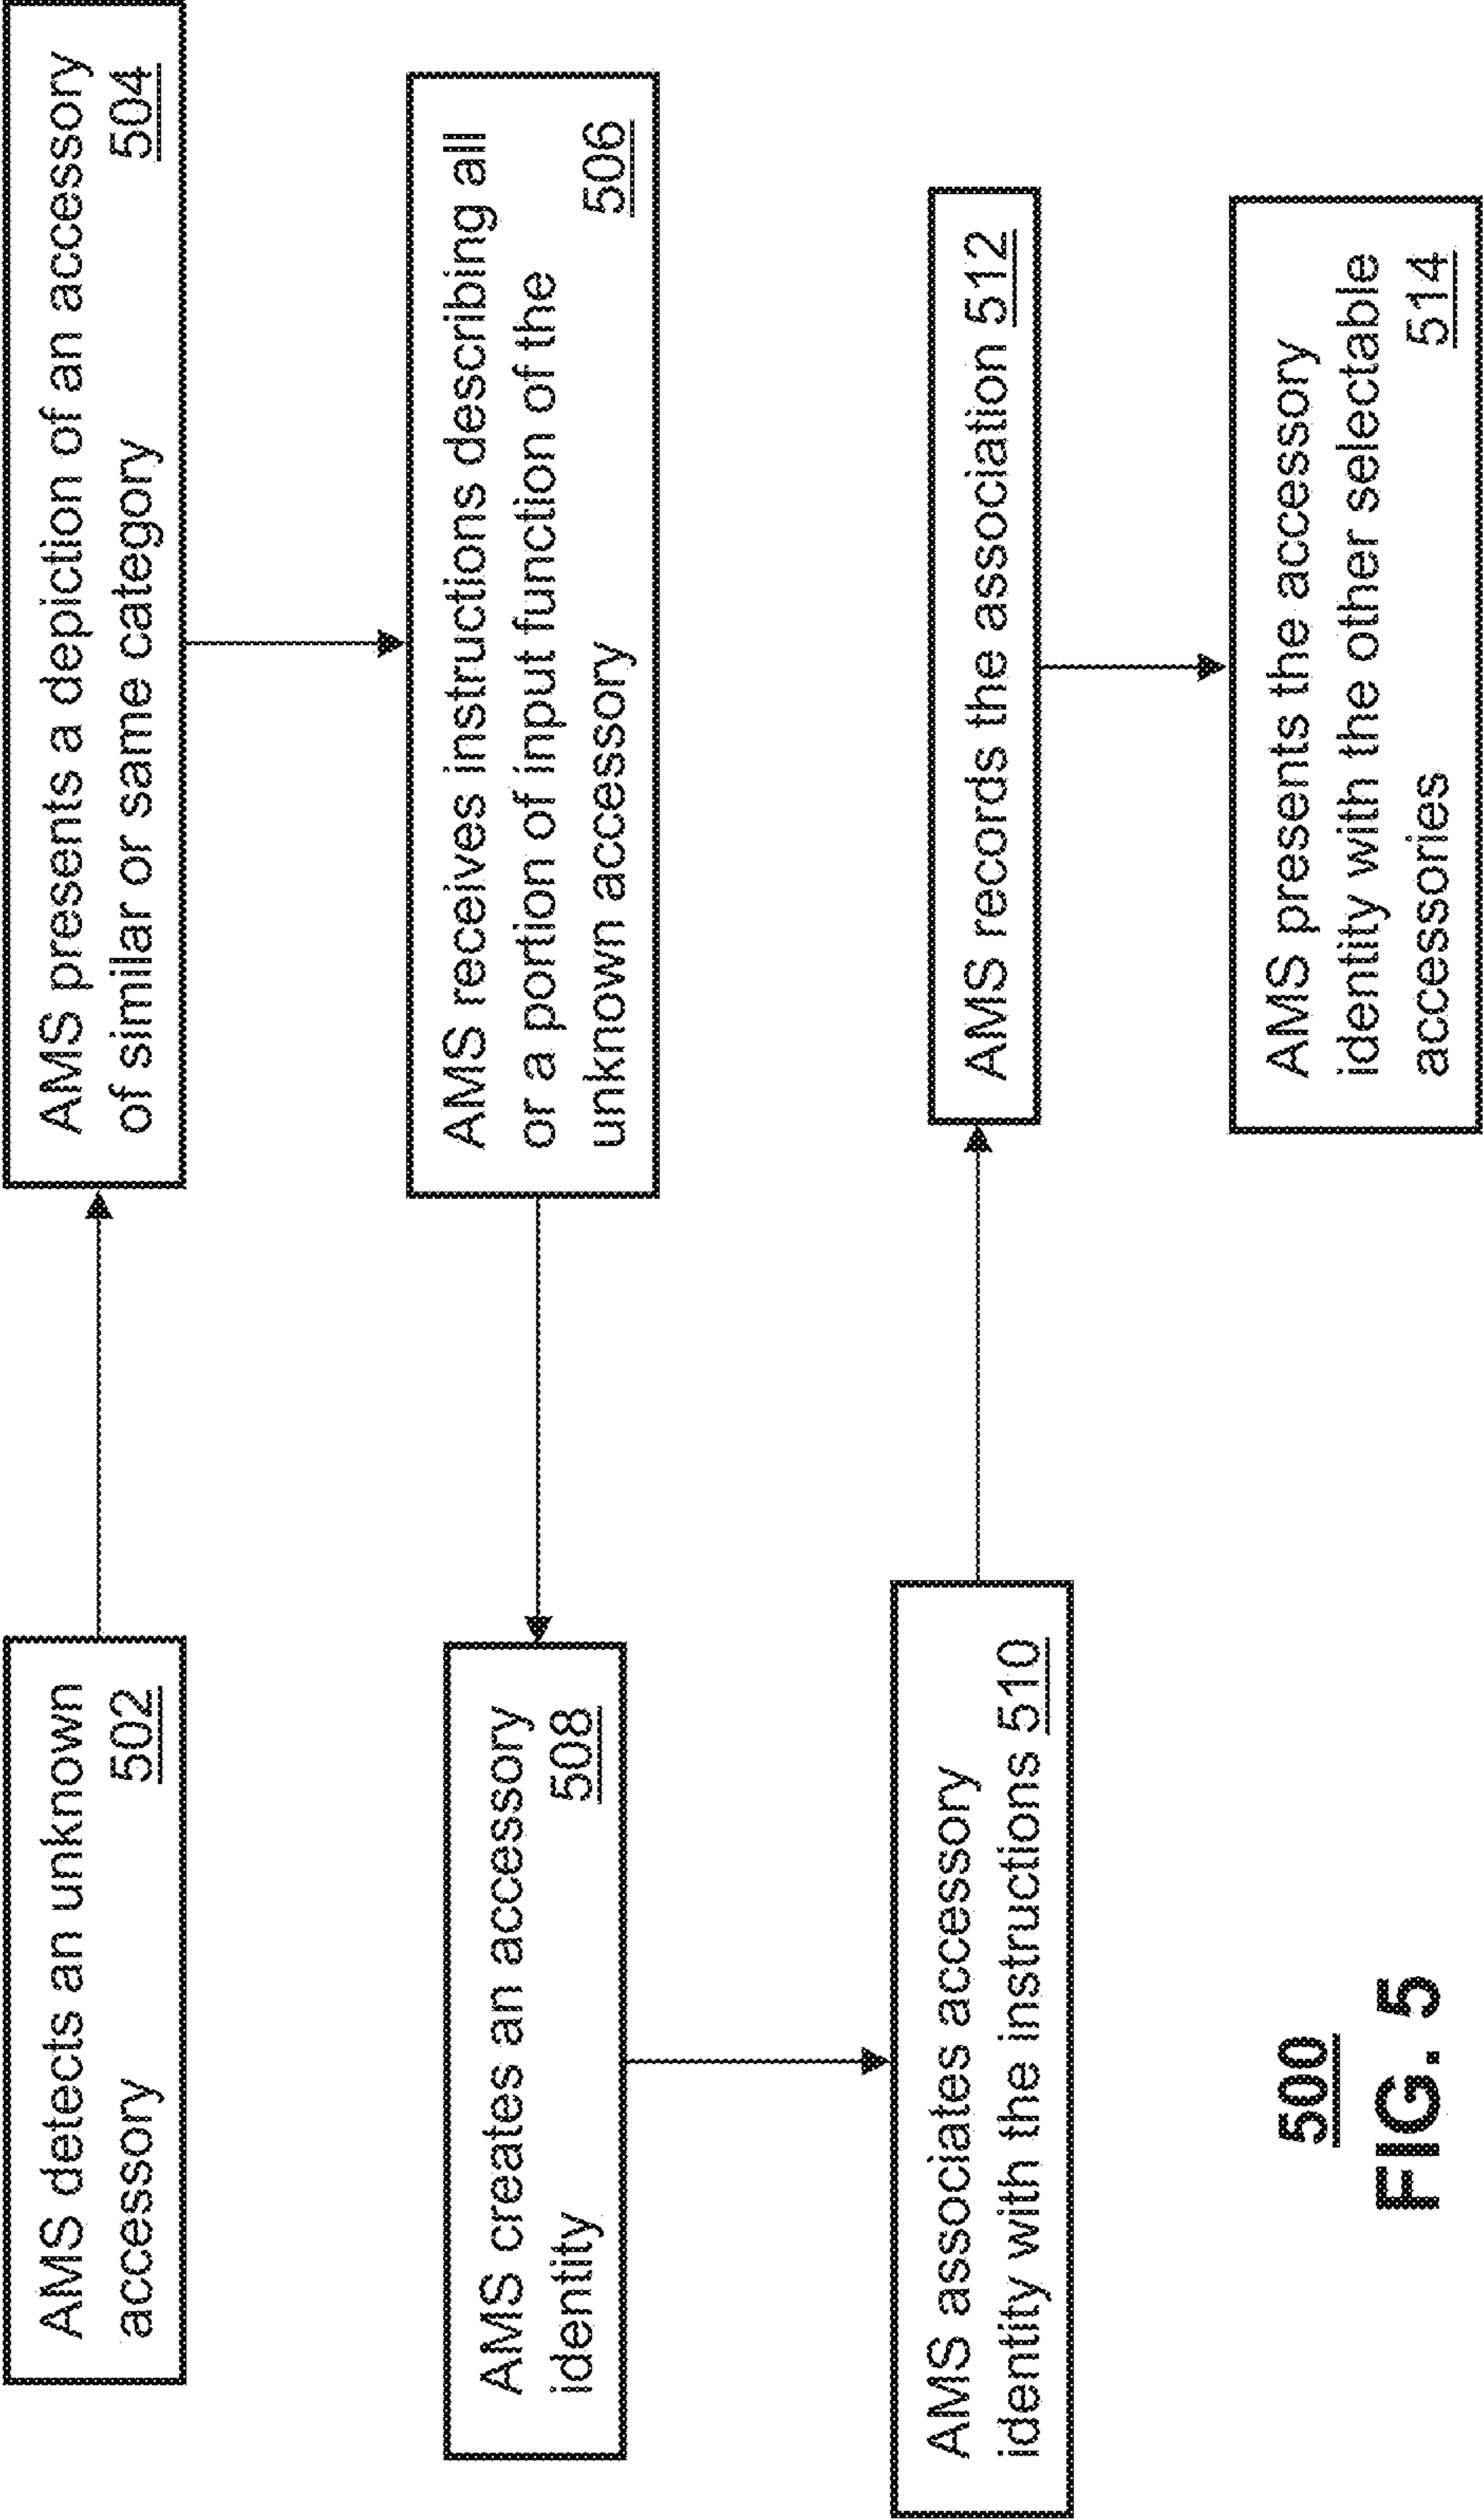 AMS detects an unknown
accessory 502
AMS presents a depiction of an accessory
of similar or same category 504
AMS receives instructions describing all
or a portion of input function of the
unknown accessory 506
AMS creates an accessory
identity 508
AMS associates accessory
identity with the instructions 510
AMS records the association 512
AMS presents the accessory
identity with the other selectable
accessories 514
500
FIG. 5